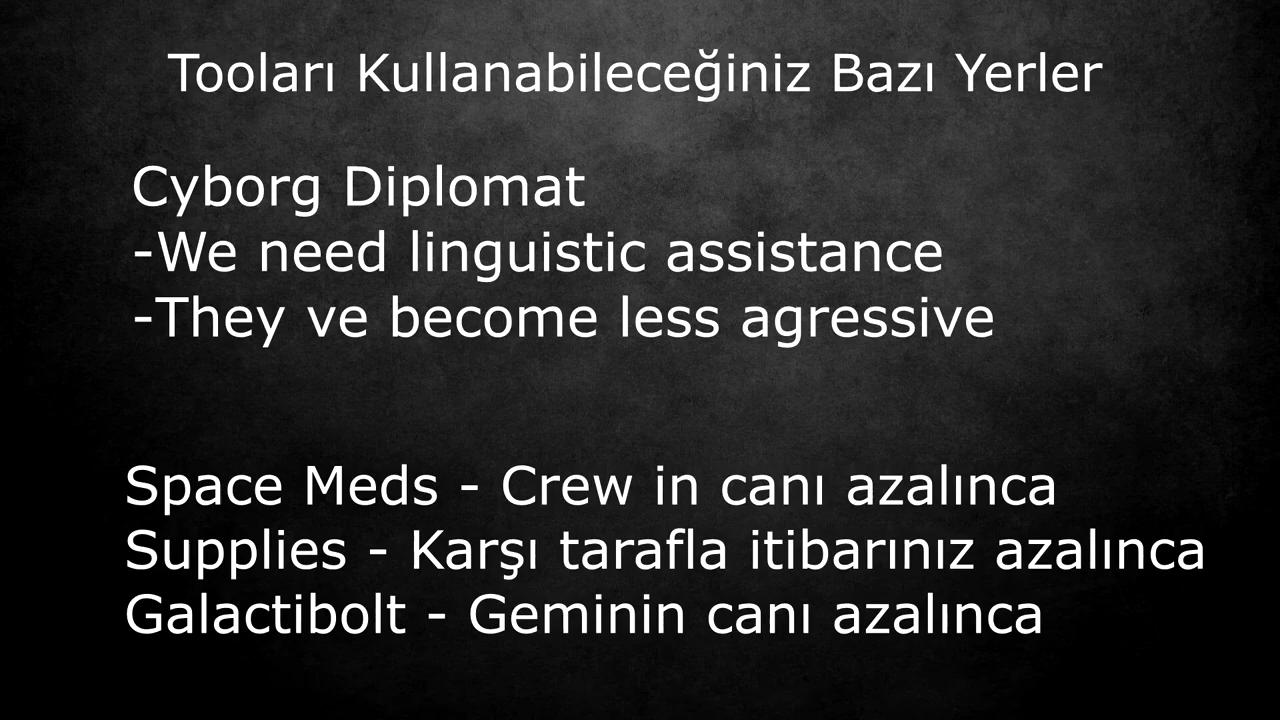 Tooları Kullanabileceğiniz Bazı Yerler
Cyborg Diplomat
-We need linguistic assistance
-They ve become less agressive
Space Meds - Crew in canı azalınca
Supplies - Karşı tarafla itibarınız azalınca
Galactibolt - Geminin canı azalınca